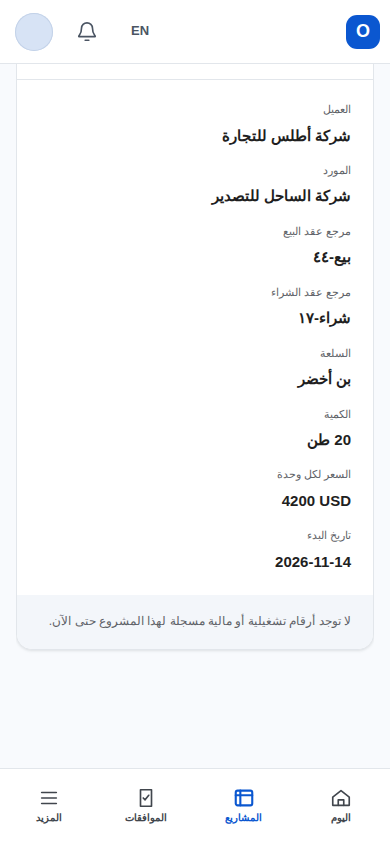 O
EN
العميل
شركة أطلس للتجارة
المورد
شركة الساحل للتصدير
مرجع عقد البيع
بيع-٤٤
مرجع عقد الشراء
شراء-١٧
السلعة
بن أخضر
الكمية
20 طن
السعر لكل وحدة
4200 USD
تاريخ البدء
2026-11-14
لا توجد أرقام تشغيلية أو مالية مسجلة لهذا المشروع حتى الآن.
اليوم
المشاريع
الموافقات
المزيد